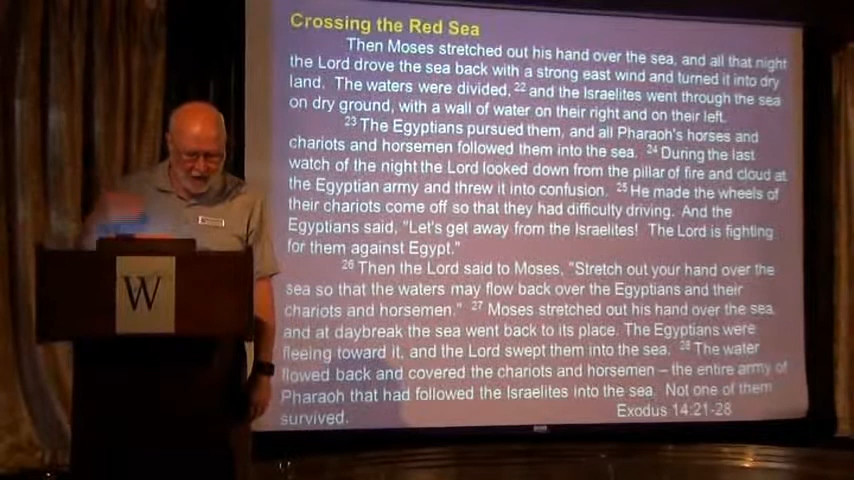 Crossing the Red Sea
Then Moses stretched out his hand over the sea, and all that night
the Lord drove the sea back with a strong east wind and turned it into dry
land. The waters were divided, 22 and the Israelites went through the sea
on dry ground, with a wall of water on their right and on their left.
23 The Egyptians pursued them, and all Pharaoh's horses and
chariots and horsemen followed them into the sea. 24 During the last
watch of the night the Lord looked down from the pillar of fire and cloud at
the Egyptian army and threw it into confusion. 25 He made the wheels of
their chariots come off so that they had difficulty driving. And the
Egyptians said, "Let's get away from the Israelites! The Lord is fighting
for them against Egypt."
26 Then the Lord said to Moses, "Stretch out your hand over the
sea so that the waters may flow back over the Egyptians and their
chariots and horsemen." 27 Moses stretched out his hand over the sea,
and at daybreak the sea went back to its place. The Egyptians were
fleeing toward it, and the Lord swept them into the sea. 28 The water
flowed back and covered the chariots and horsemen – the entire army of
Pharaoh that had followed the Israelites into the sea. Not one of them
survived. Exodus 14:21-28
W